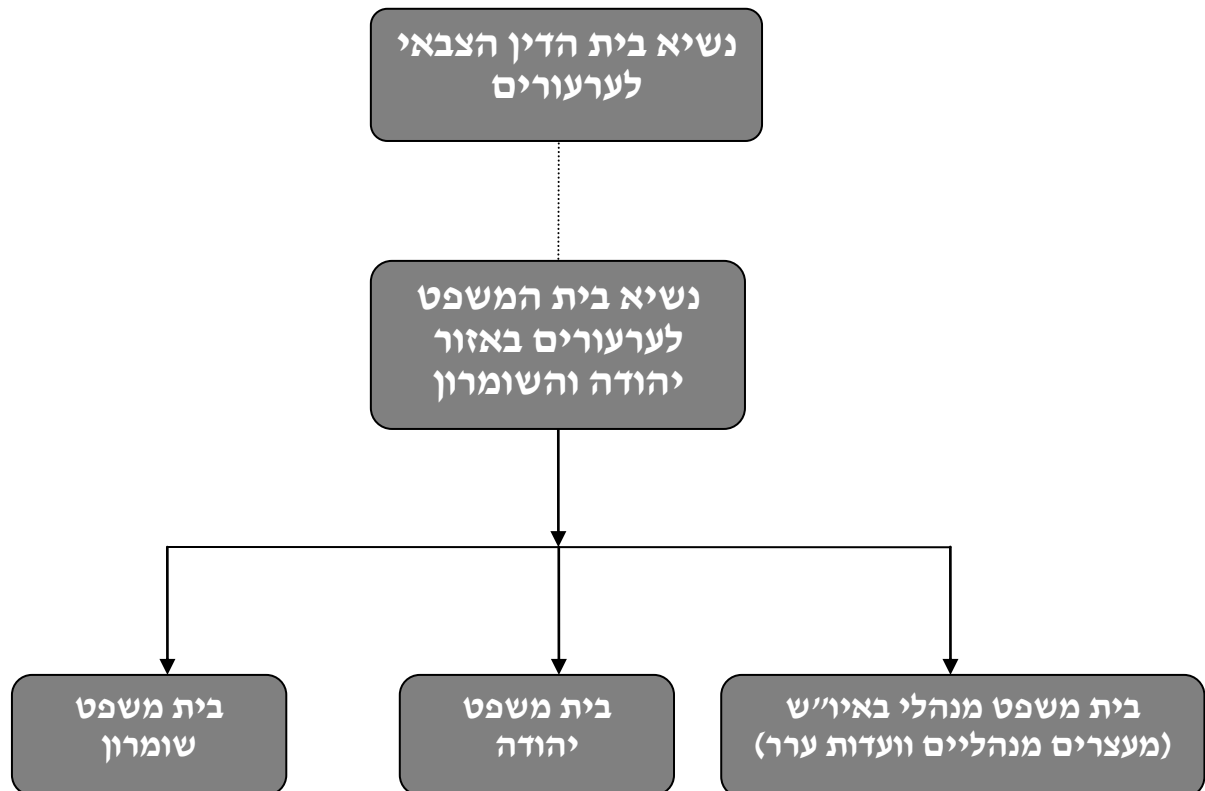 נשיא בית הדין הצבאי
לערעורים
נשיא בית המשפט
לערעורים באזור
יהודה והשומרון
בית משפט מנהלי באיו״ש
(מעצרים מנהליים וועדות ערר)
בית משפט
יהודה
בית משפט
שומרון